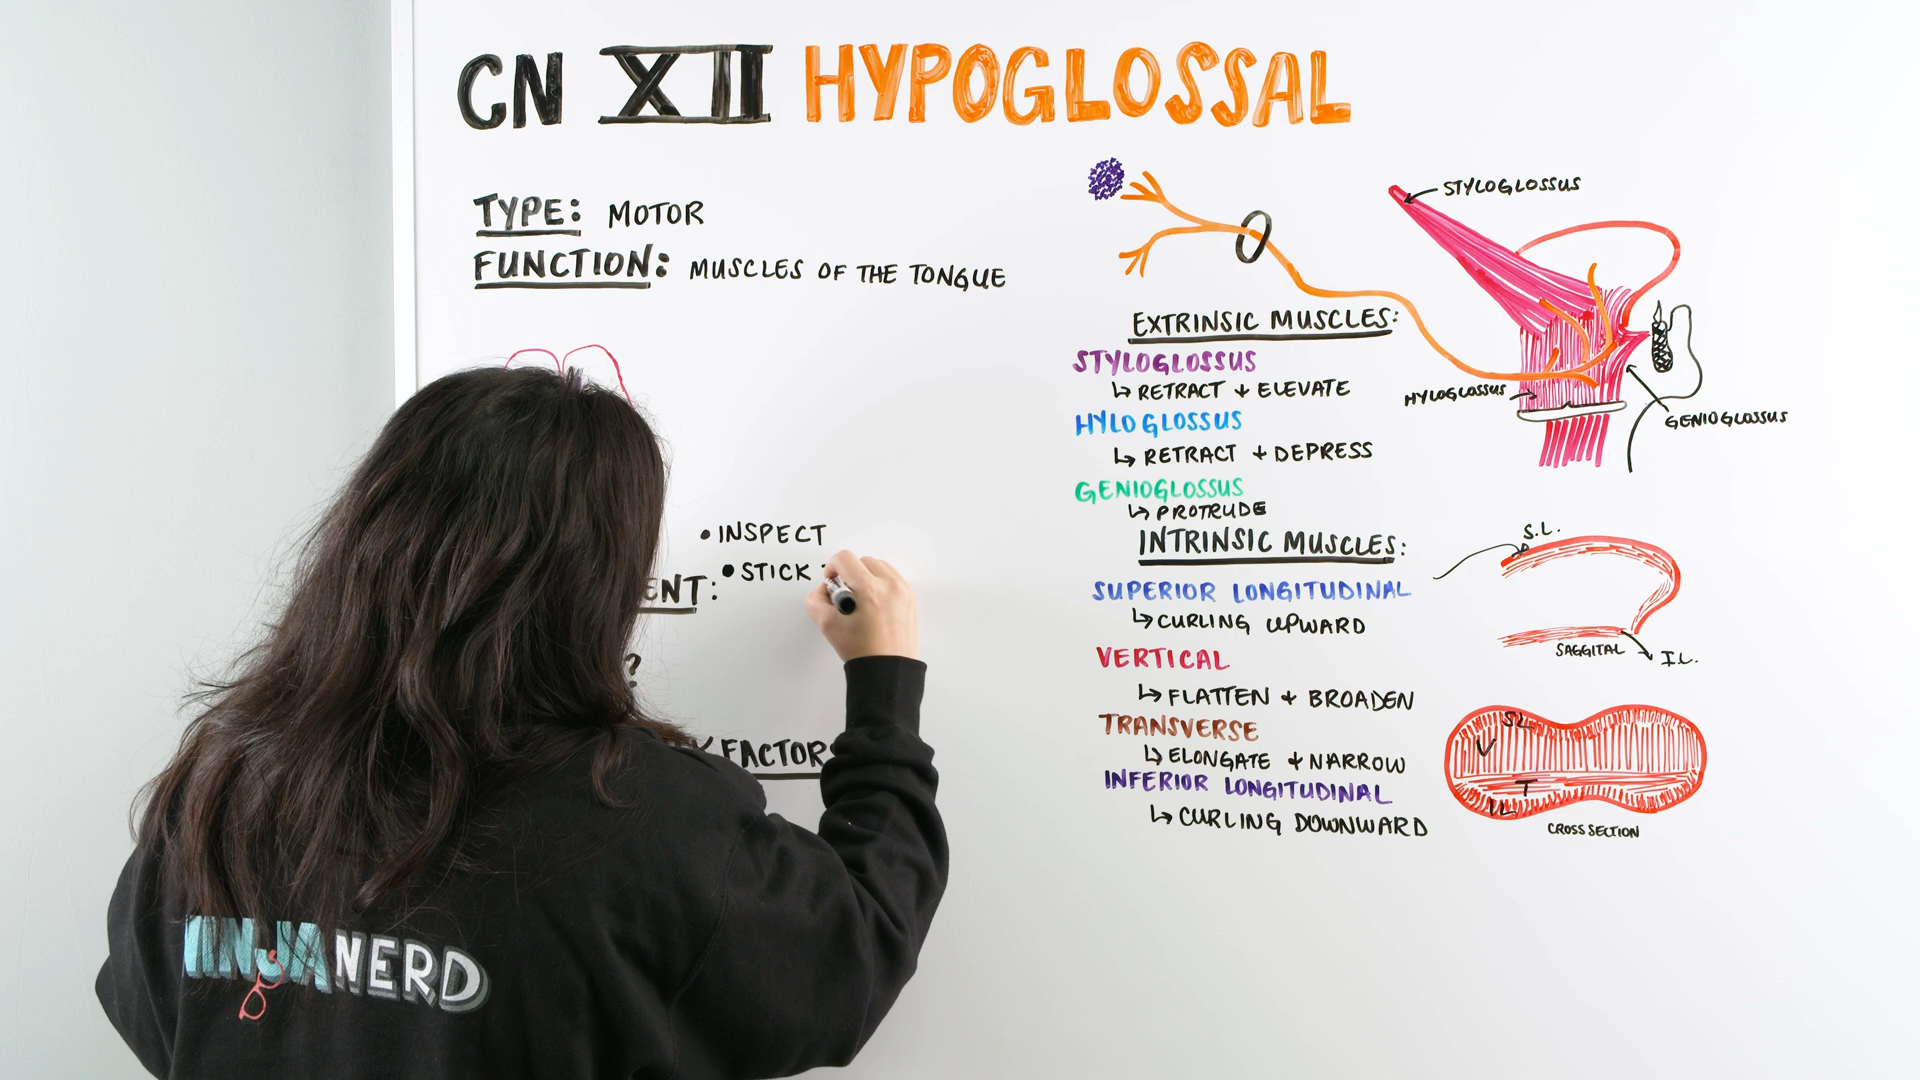 CN XII HYPOGLOSSAL
TYPE: MOTOR
FUNCTION: MUSCLES OF THE TONGUE
• INSPECT
• STICK
ENT:
?
FACTOR
EXTRINSIC MUSCLES:
STYLOGLOSSUS
↳ RETRACT + ELEVATE
HYLOGLOSSUS
↳ RETRACT + DEPRESS
GENIOGLOSSUS
↳ PROTRUDE
INTRINSIC MUSCLES:
SUPERIOR LONGITUDINAL
↳ CURLING UPWARD
VERTICAL
↳ FLATTEN + BROADEN
TRANSVERSE
↳ ELONGATE + NARROW
INFERIOR LONGITUDINAL
↳ CURLING DOWNWARD
STYLOGLOSSUS
HYLOGLOSSUS
GENIOGLOSSUS
S.L.
SAGGITAL
I.L.
SL
V
T
IL
CROSS SECTION
NINJA NERD